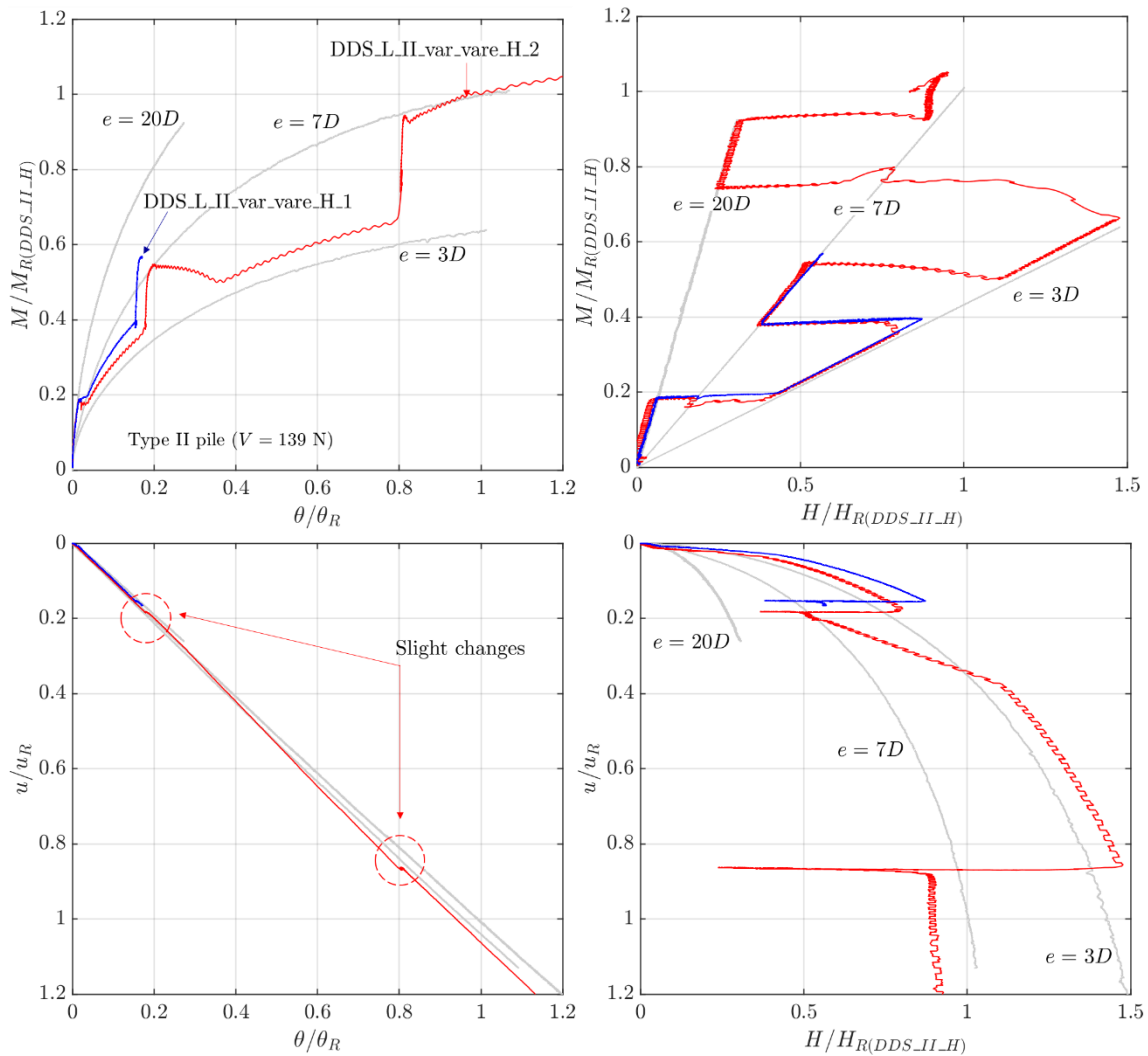 1.2
1
0.8
0.6
0.4
0.2
0
M/M_R(DDS_II_H)
DDS_L_II_var_vare_H_2
e = 20D
e = 7D
DDS_L_II_var_vare_H_1
e = 3D
Type II pile (V = 139 N)
0 0.2 0.4 0.6 0.8 1 1.2
θ/θ_R
1.2
1
0.8
0.6
0.4
0.2
0
M/M_R(DDS_II_H)
e = 20D
e = 7D
e = 3D
0 0.5 1 1.5
H/H_R(DDS_II_H)
0
0.2
0.4
0.6
0.8
1
1.2
u/u_R
Slight changes
0 0.2 0.4 0.6 0.8 1 1.2
θ/θ_R
0
0.2
0.4
0.6
0.8
1
1.2
u/u_R
e = 20D
e = 7D
e = 3D
0 0.5 1 1.5
H/H_R(DDS_II_H)